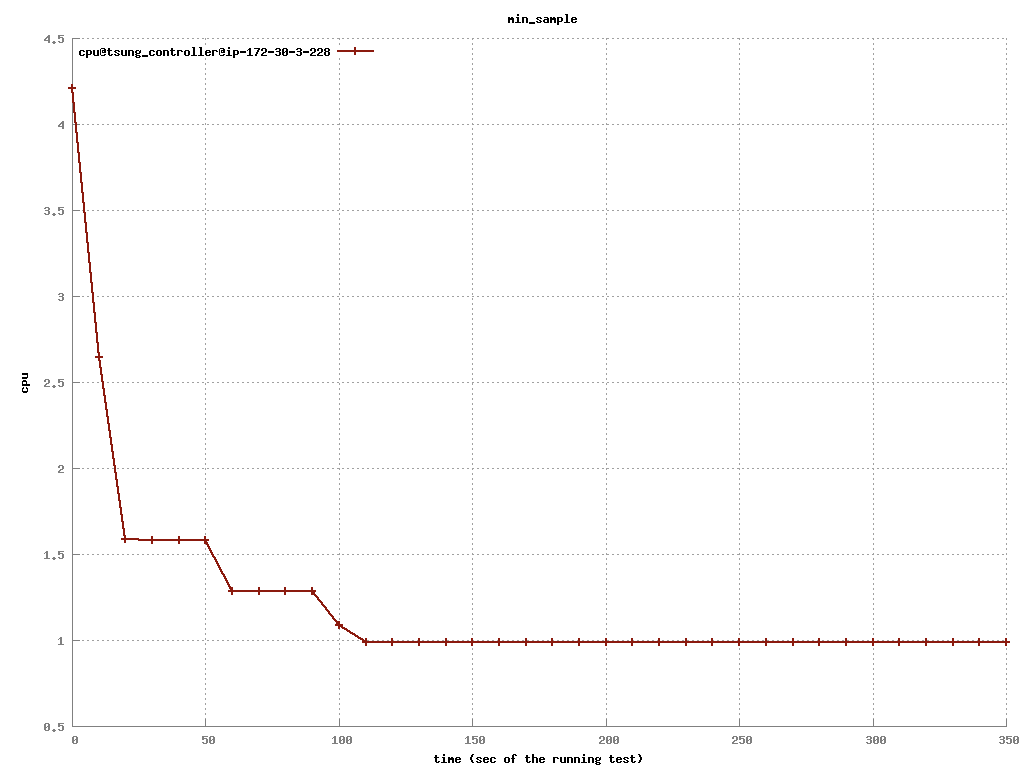 min_sample
4.5
cpu@tsung_controller@ip-172-30-3-228
4
3.5
3
cpu
2.5
2
1.5
1
0.5
0 50 100 150 200 250 300 350
time (sec of the running test)